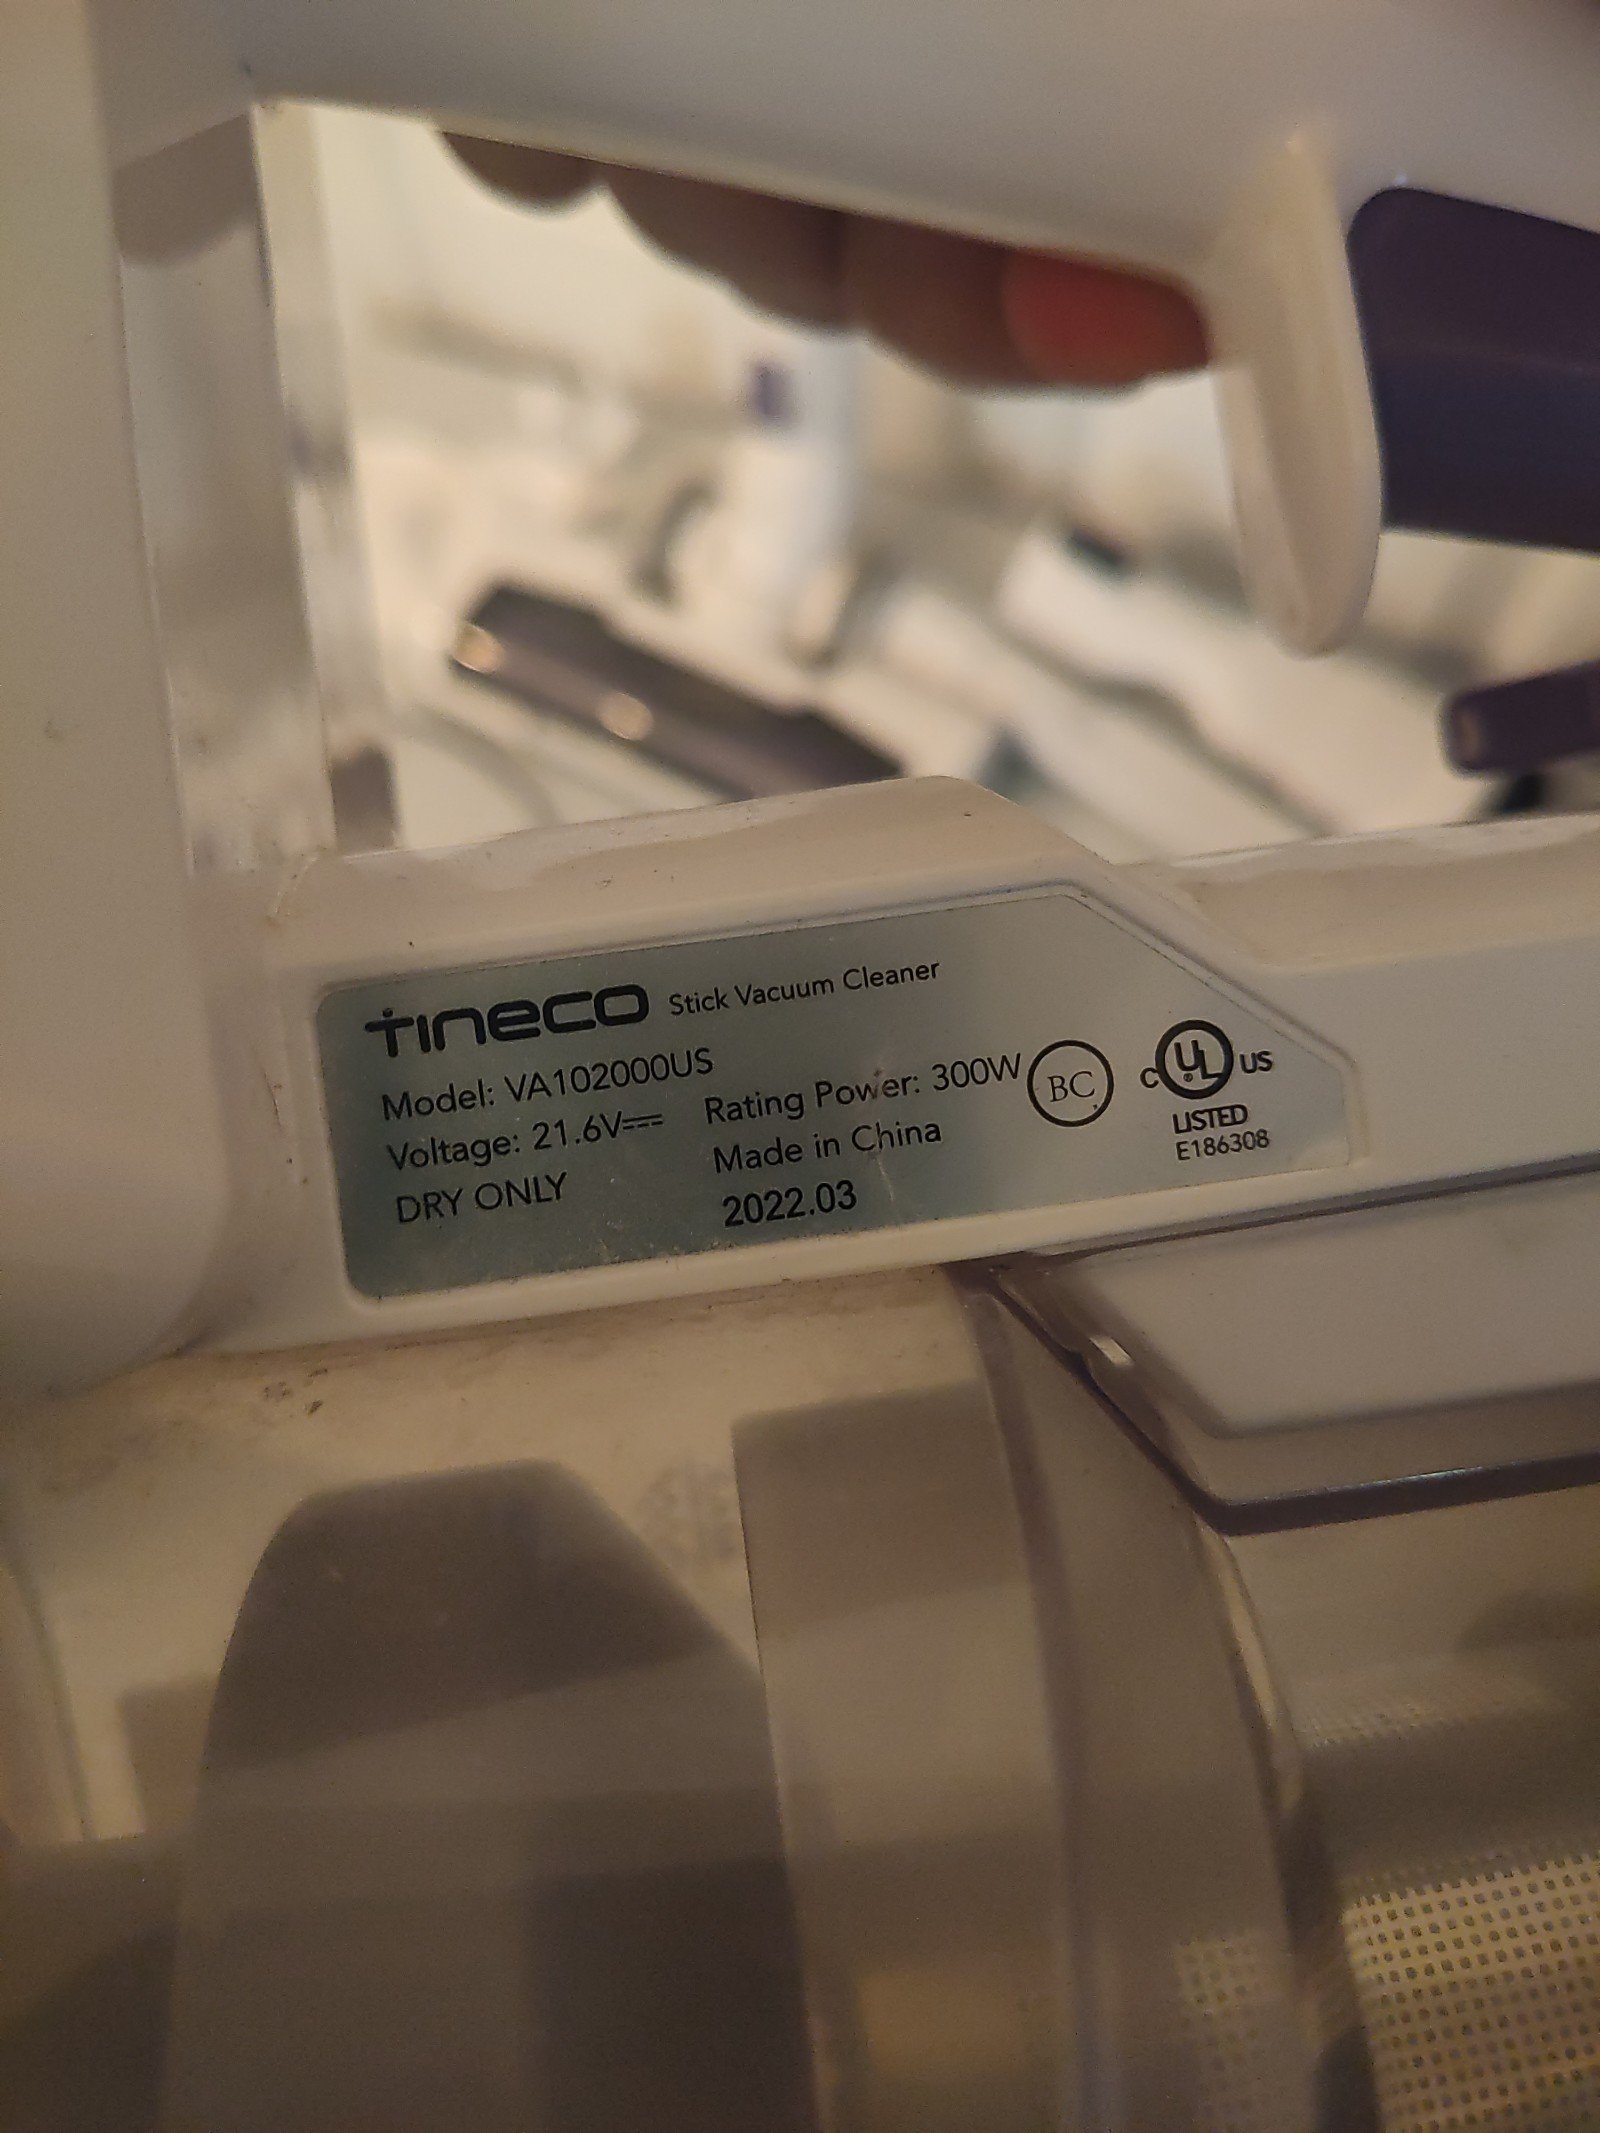 TINECO Stick Vacuum Cleaner
Model: VA102000US
Voltage: 21.6V⎓ Rating Power: 300W
DRY ONLY Made in China
2022.03
BC
c UL US
LISTED
E186308